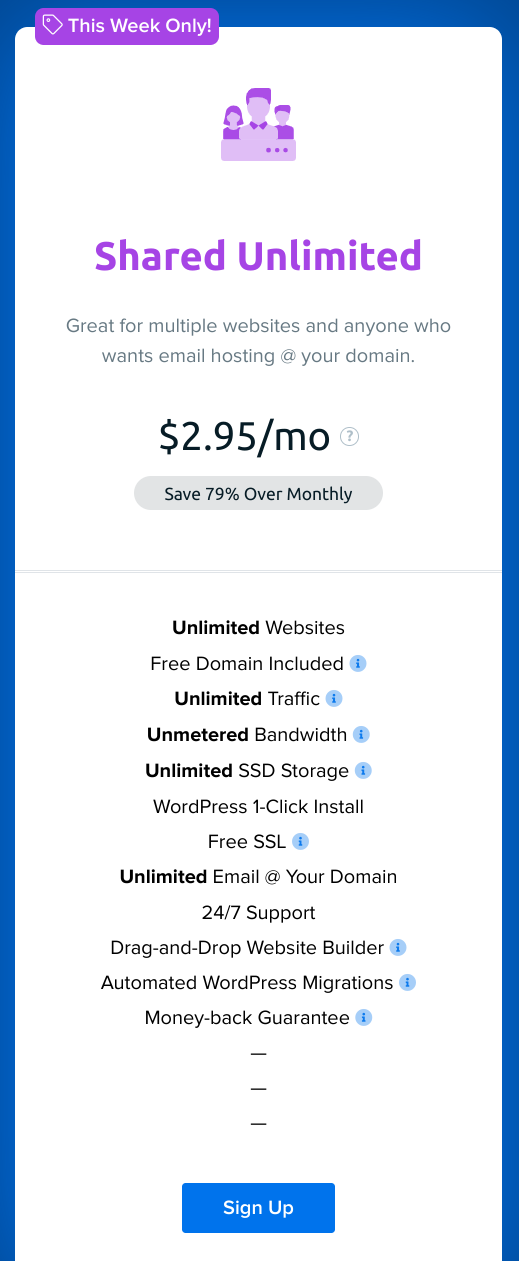 This Week Only!
Shared Unlimited
Great for multiple websites and anyone who
wants email hosting @ your domain.
$2.95/mo ?
Save 79% Over Monthly
Unlimited Websites
Free Domain Included i
Unlimited Traffic i
Unmetered Bandwidth i
Unlimited SSD Storage i
WordPress 1-Click Install
Free SSL i
Unlimited Email @ Your Domain
24/7 Support
Drag-and-Drop Website Builder i
Automated WordPress Migrations i
Money-back Guarantee i
—
—
—
Sign Up